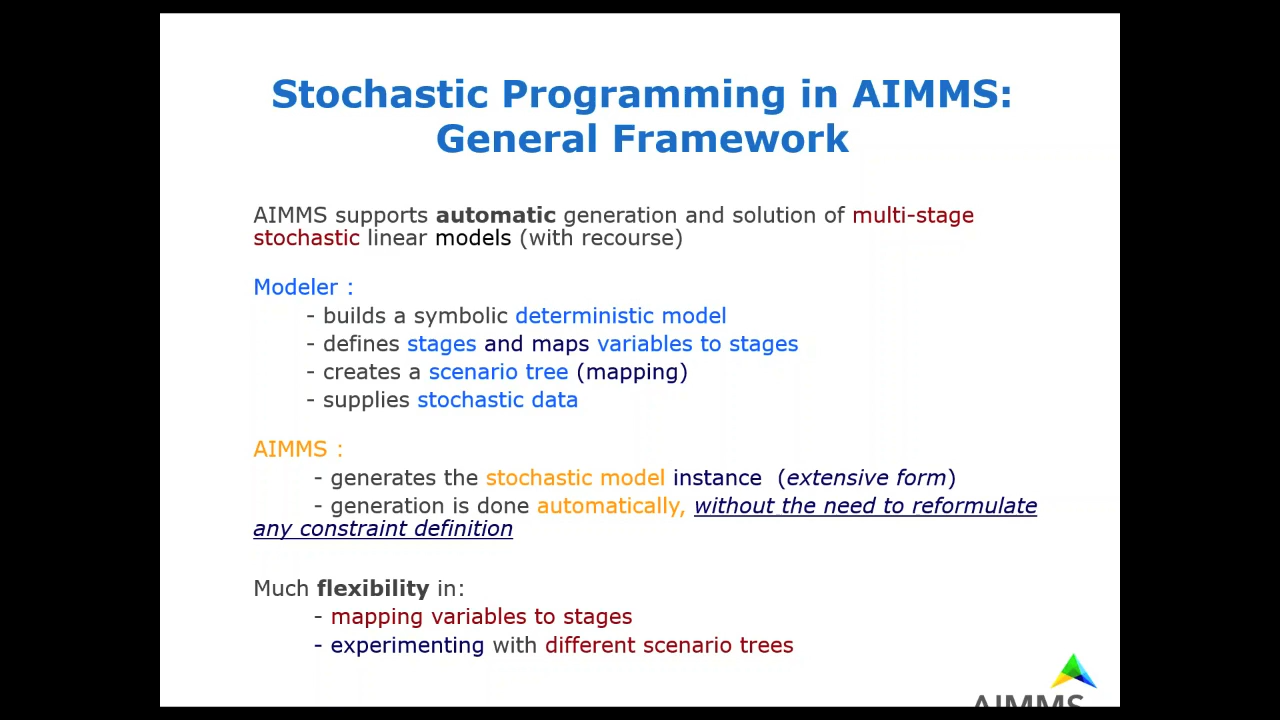 Stochastic Programming in AIMMS:
General Framework
AIMMS supports automatic generation and solution of multi-stage
stochastic linear models (with recourse)
Modeler :
- builds a symbolic deterministic model
- defines stages and maps variables to stages
- creates a scenario tree (mapping)
- supplies stochastic data
AIMMS :
- generates the stochastic model instance (extensive form)
- generation is done automatically, without the need to reformulate
any constraint definition
Much flexibility in:
- mapping variables to stages
- experimenting with different scenario trees
AIMMS